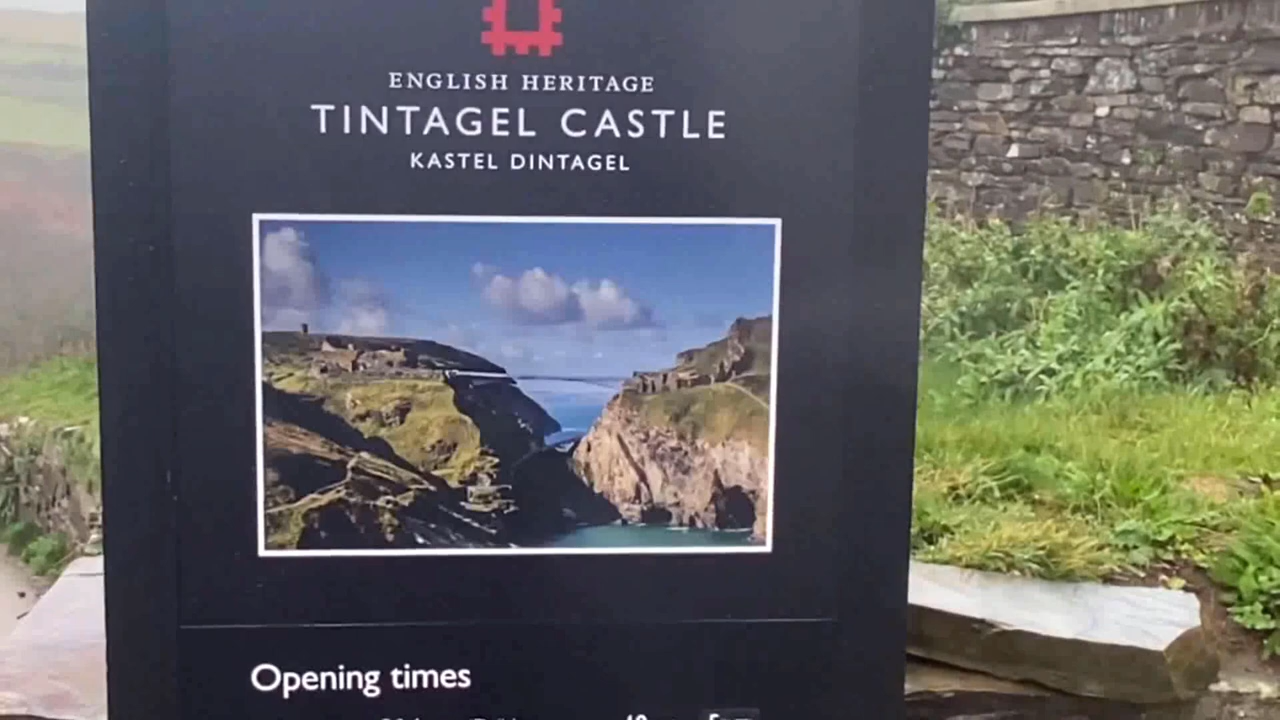 ENGLISH HERITAGE
TINTAGEL CASTLE
KASTEL DINTAGEL
Opening times